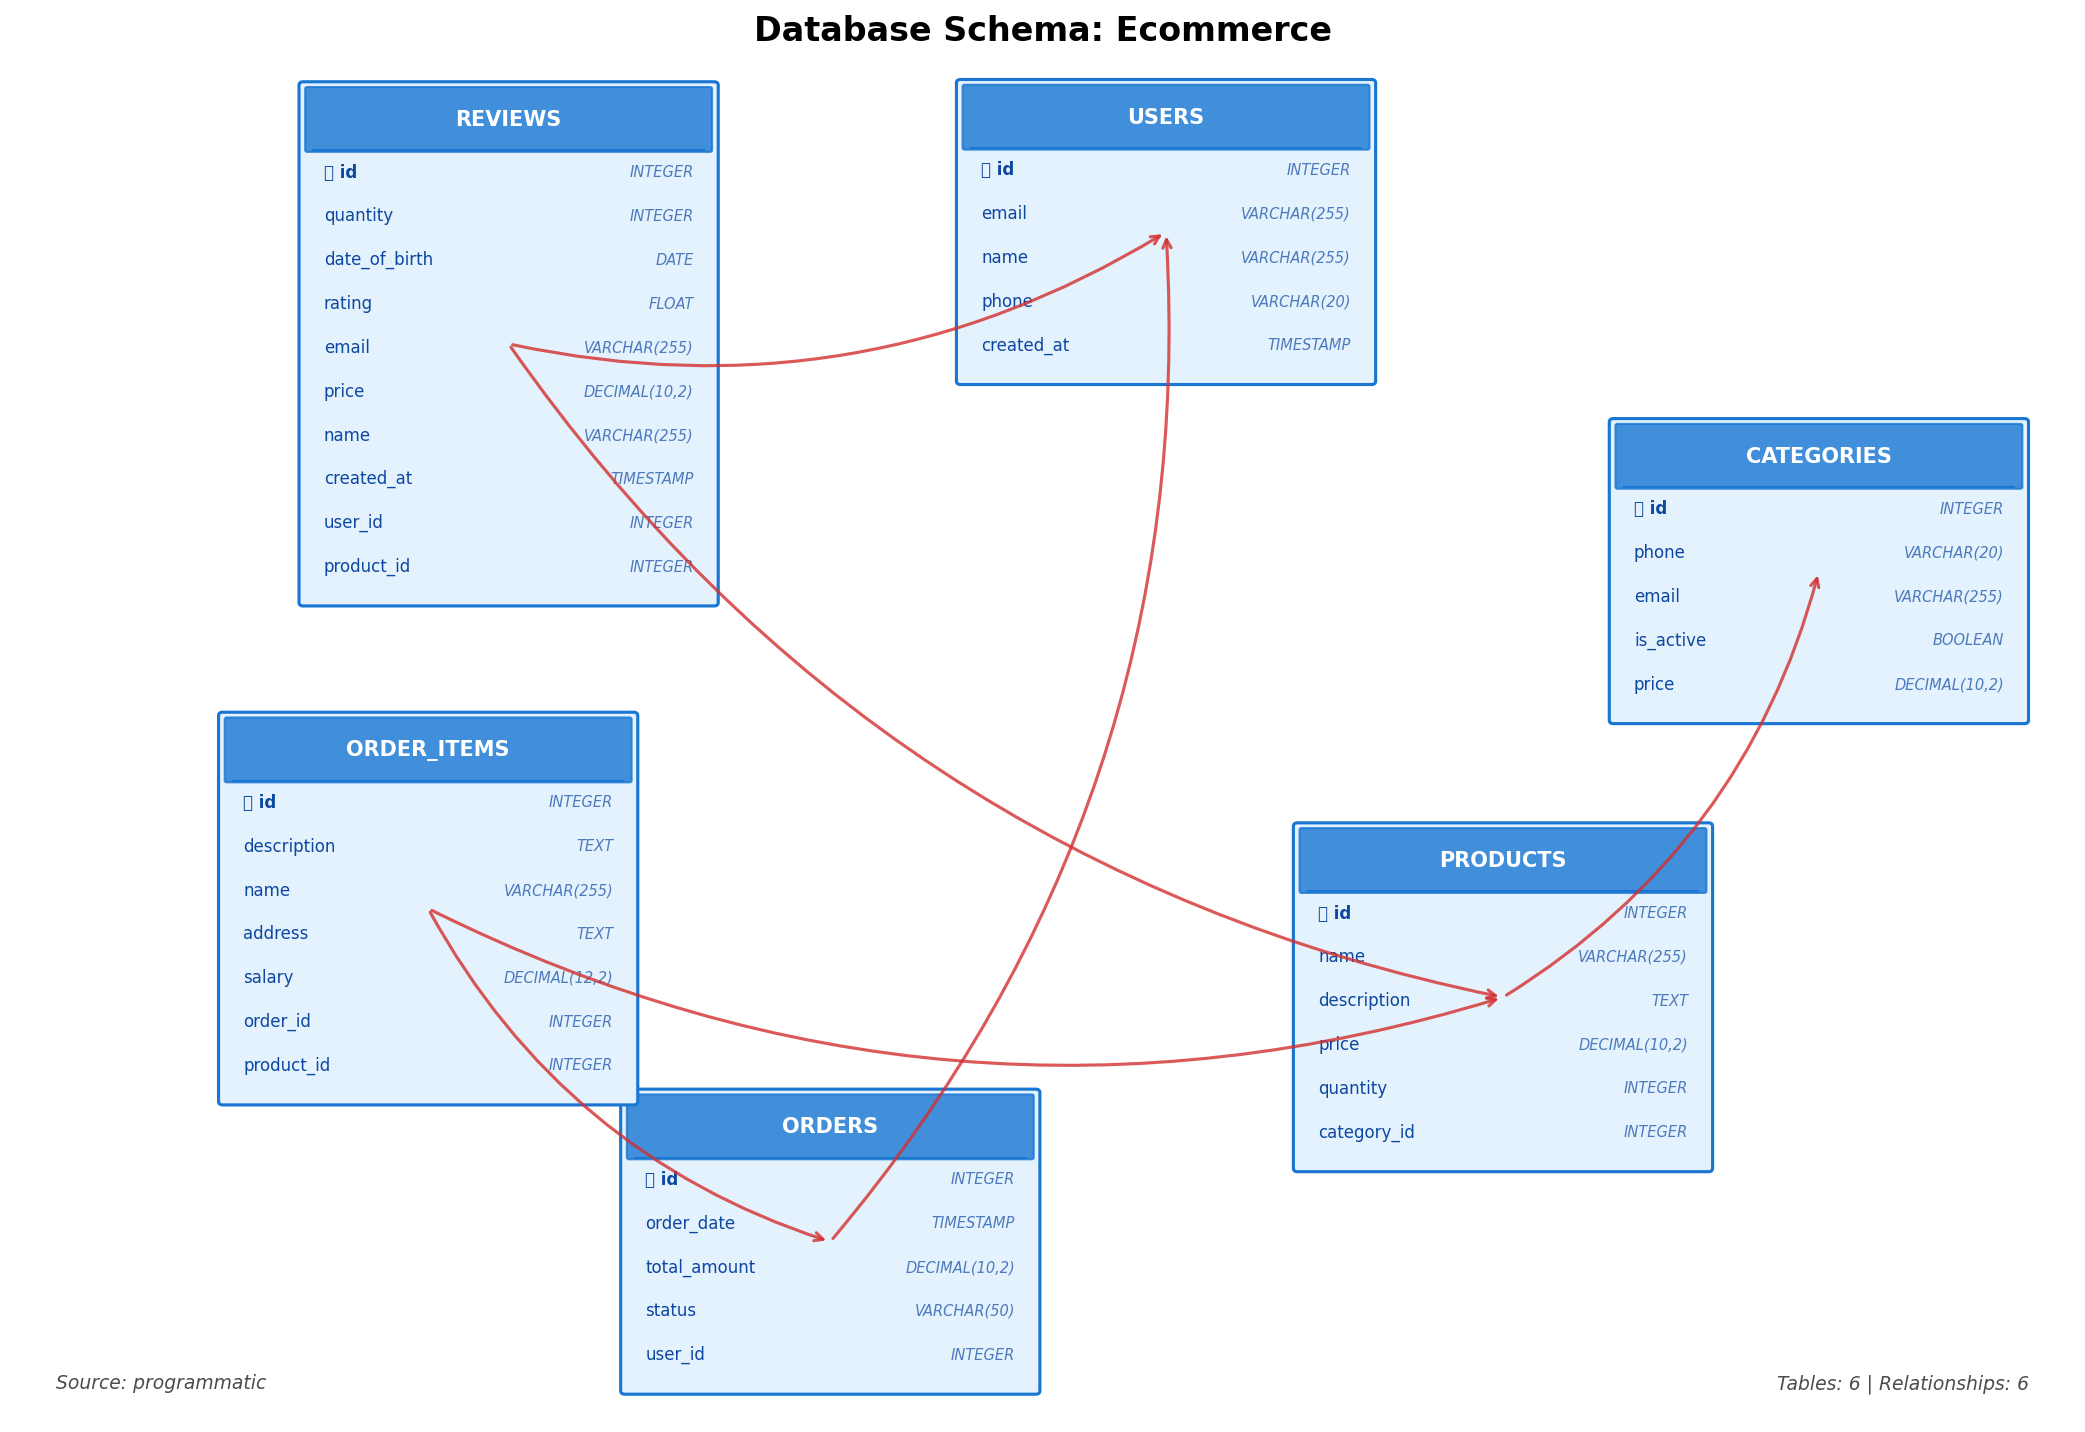 Database Schema: Ecommerce
REVIEWS
id INTEGER
quantity INTEGER
date_of_birth DATE
rating FLOAT
email VARCHAR(255)
price DECIMAL(10,2)
name VARCHAR(255)
created_at TIMESTAMP
user_id INTEGER
product_id INTEGER
USERS
id INTEGER
email VARCHAR(255)
name VARCHAR(255)
phone VARCHAR(20)
created_at TIMESTAMP
CATEGORIES
id INTEGER
phone VARCHAR(20)
email VARCHAR(255)
is_active BOOLEAN
price DECIMAL(10,2)
ORDER_ITEMS
id INTEGER
description TEXT
name VARCHAR(255)
address TEXT
salary DECIMAL(12,2)
order_id INTEGER
product_id INTEGER
PRODUCTS
id INTEGER
name VARCHAR(255)
description TEXT
price DECIMAL(10,2)
quantity INTEGER
category_id INTEGER
ORDERS
id INTEGER
order_date TIMESTAMP
total_amount DECIMAL(10,2)
status VARCHAR(50)
user_id INTEGER
Source: programmatic
Tables: 6 | Relationships: 6